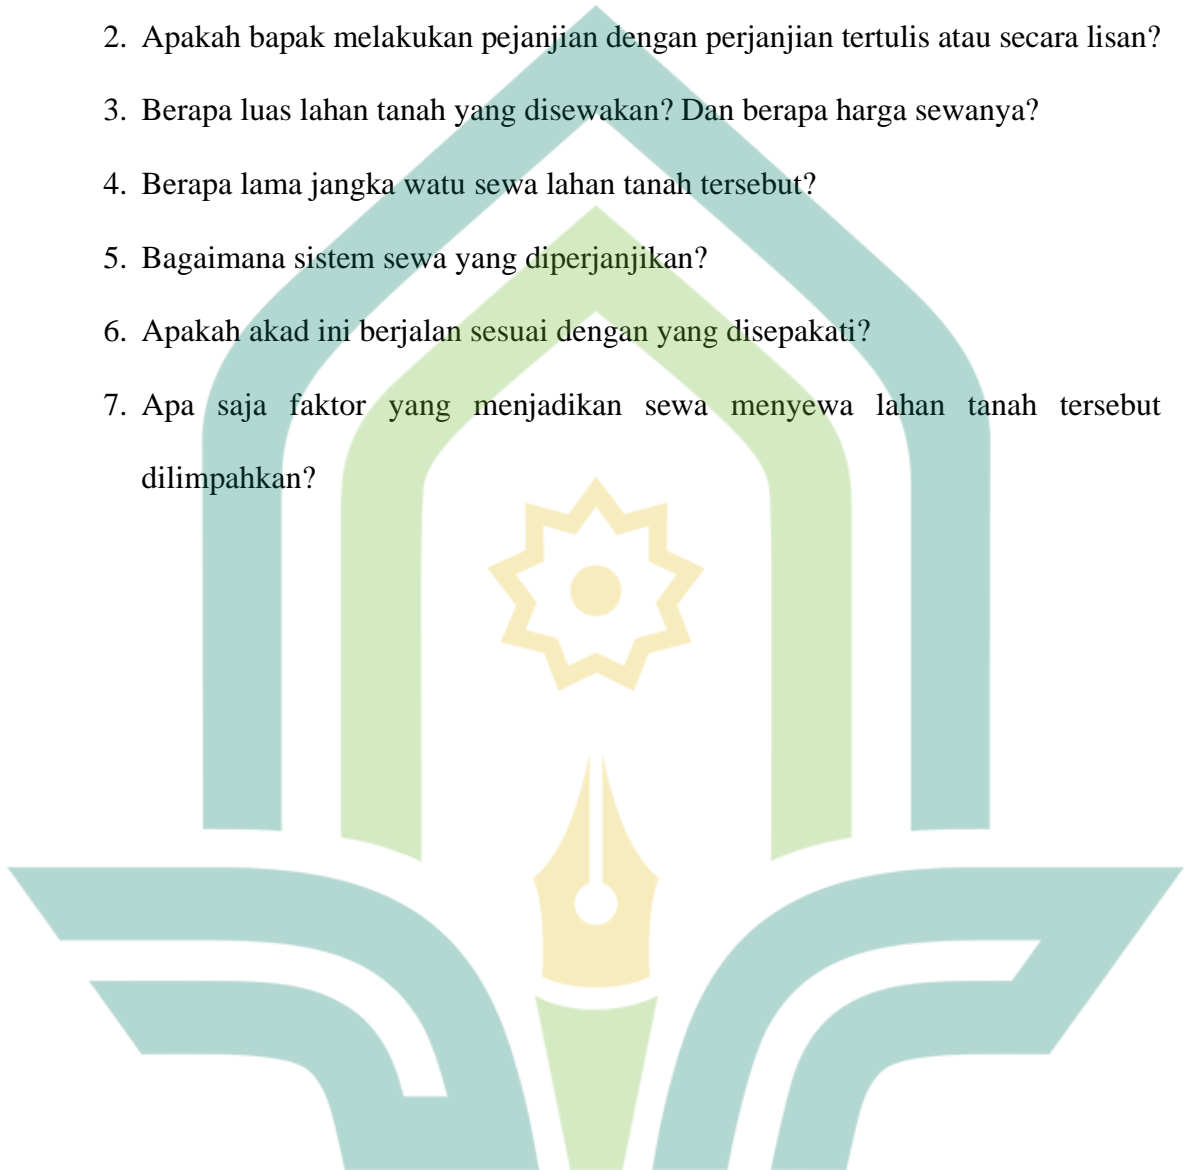 2. Apakah bapak melakukan pejanjian dengan perjanjian tertulis atau secara lisan?
3. Berapa luas lahan tanah yang disewakan? Dan berapa harga sewanya?
4. Berapa lama jangka watu sewa lahan tanah tersebut?
5. Bagaimana sistem sewa yang diperjanjikan?
6. Apakah akad ini berjalan sesuai dengan yang disepakati?
7. Apa saja faktor yang menjadikan sewa menyewa lahan tanah tersebut
dilimpahkan?